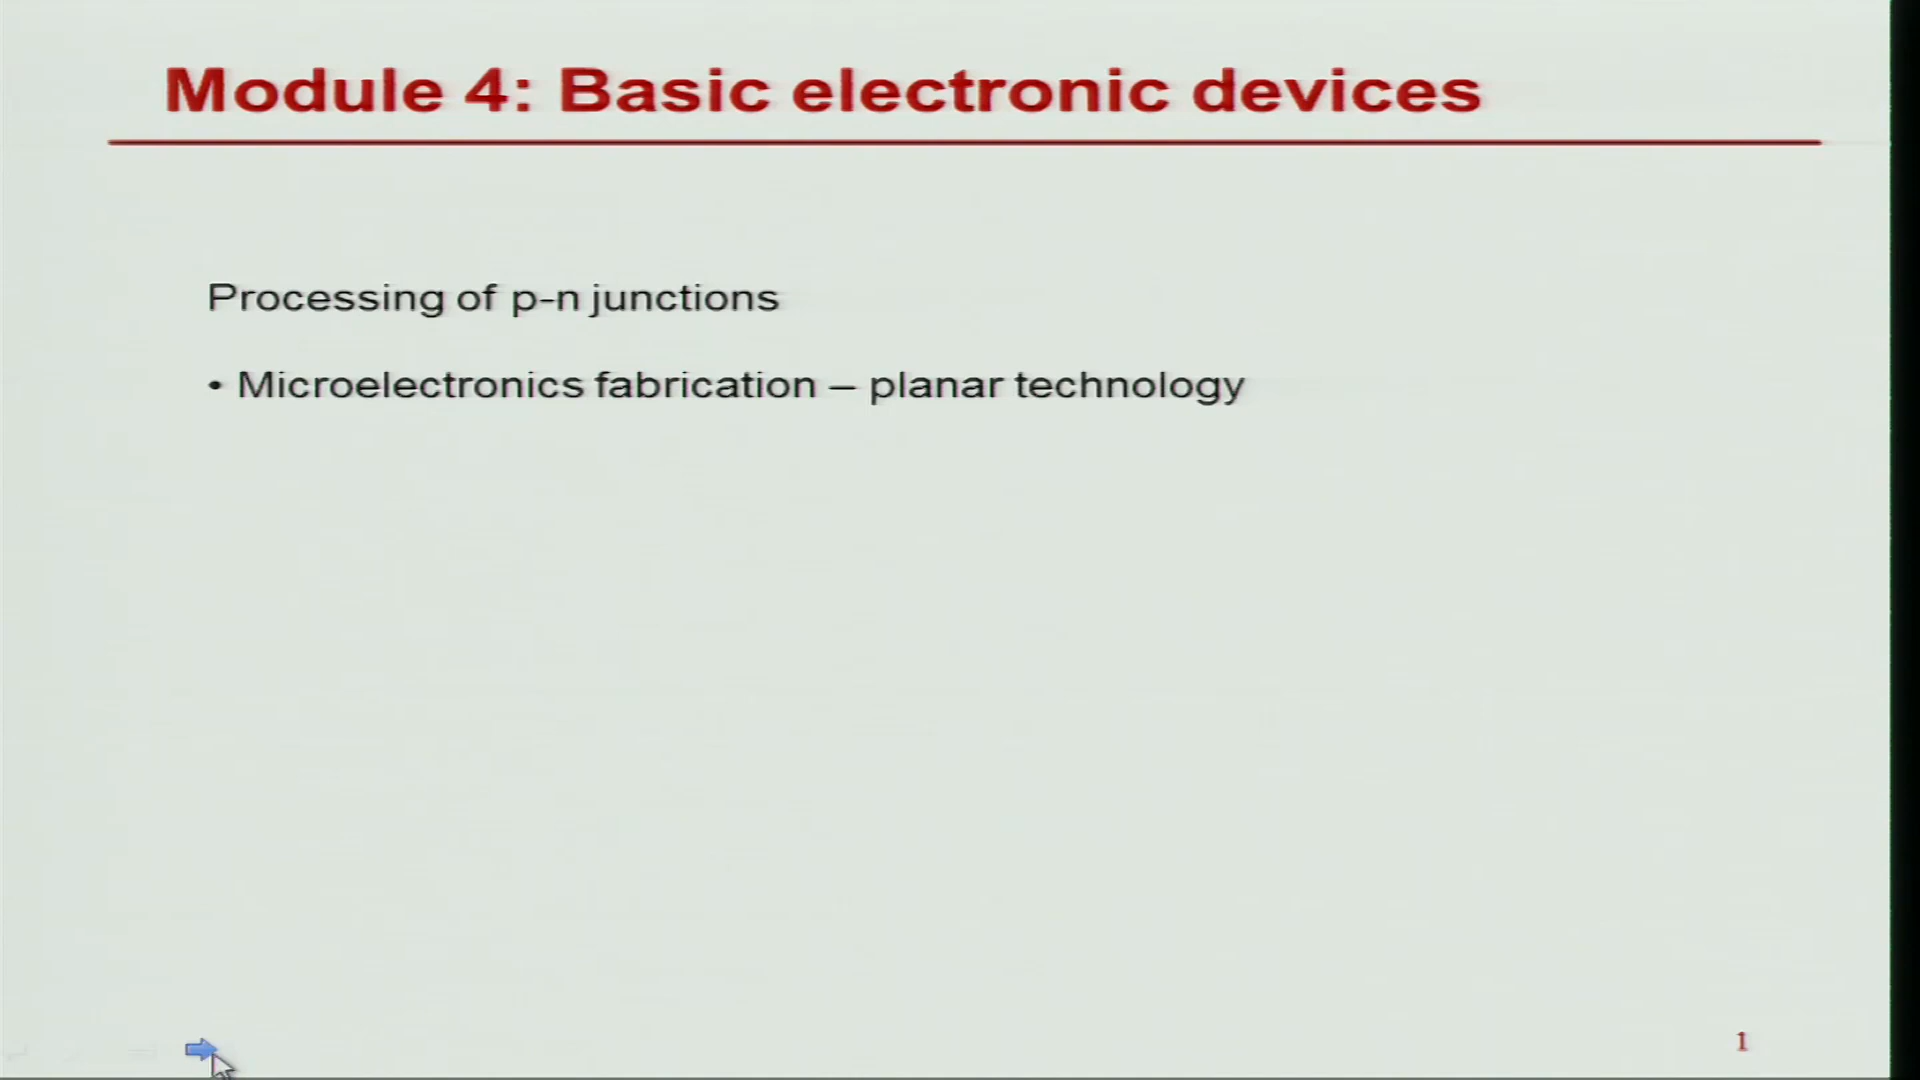 Module 4: Basic electronic devices
Processing of p-n junctions
• Microelectronics fabrication – planar technology
1